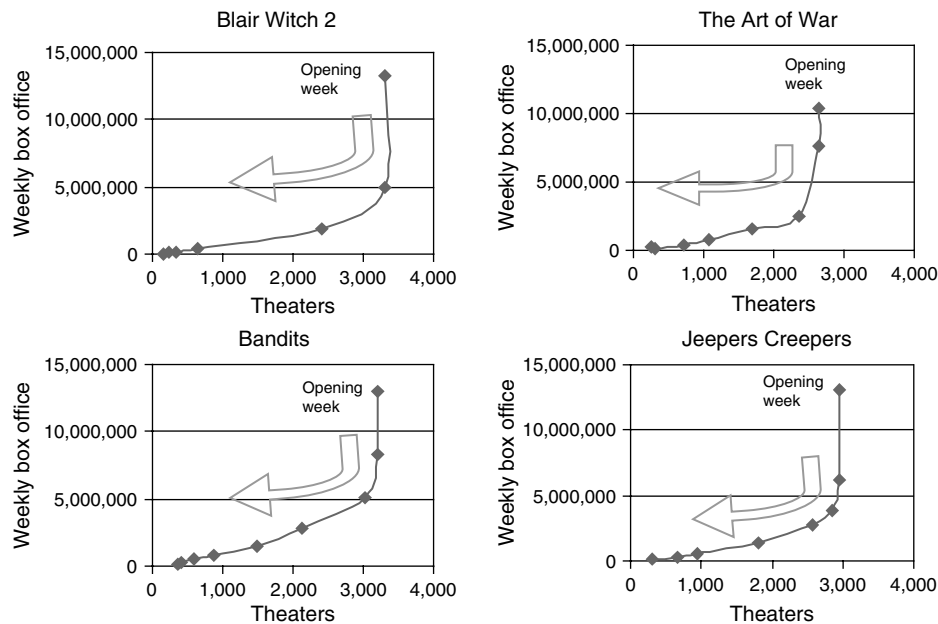 Blair Witch 2
15,000,000
10,000,000
5,000,000
0
Weekly box office
Opening
week
0 1,000 2,000 3,000 4,000
Theaters
The Art of War
15,000,000
10,000,000
5,000,000
0
Weekly box office
Opening
week
0 1,000 2,000 3,000 4,000
Theaters
Bandits
15,000,000
10,000,000
5,000,000
0
Weekly box office
Opening
week
0 1,000 2,000 3,000 4,000
Theaters
Jeepers Creepers
15,000,000
10,000,000
5,000,000
0
Weekly box office
Opening
week
0 1,000 2,000 3,000 4,000
Theaters